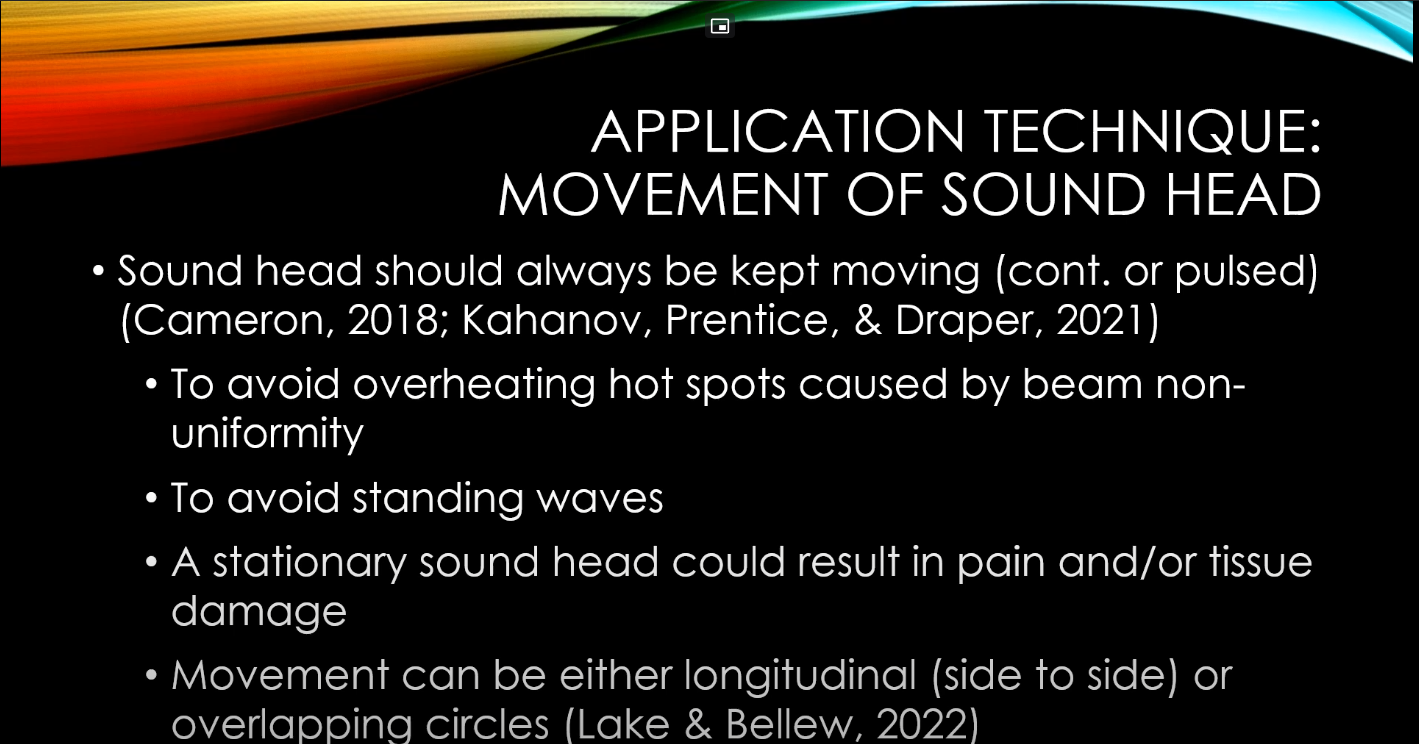 APPLICATION TECHNIQUE:
MOVEMENT OF SOUND HEAD
• Sound head should always be kept moving (cont. or pulsed)
(Cameron, 2018; Kahanov, Prentice, & Draper, 2021)
• To avoid overheating hot spots caused by beam non-
uniformity
• To avoid standing waves
• A stationary sound head could result in pain and/or tissue
damage
• Movement can be either longitudinal (side to side) or
overlapping circles (Lake & Bellew, 2022)